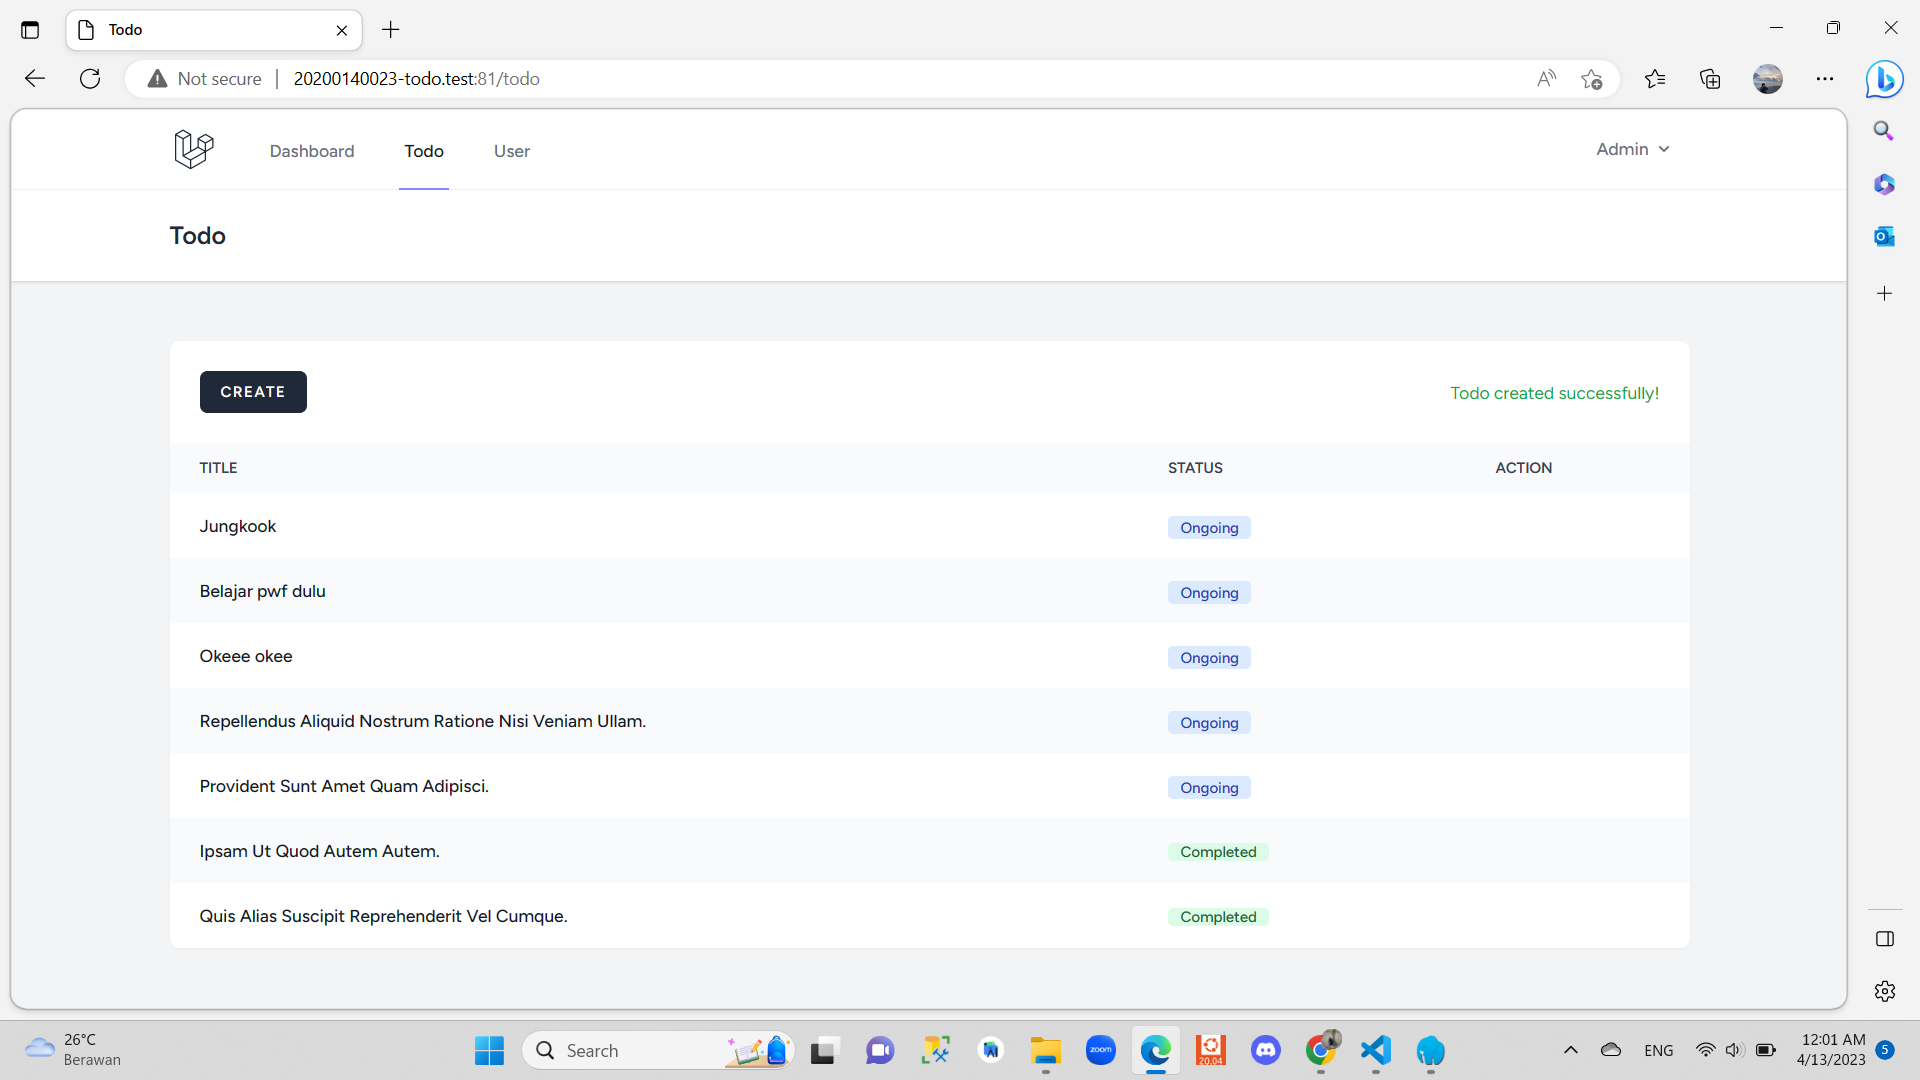 Todo
Not secure
20200140023-todo.test:81/todo
Dashboard
Todo
User
Admin
Todo
CREATE
Todo created successfully!
TITLE
STATUS
ACTION
Jungkook
Ongoing
Belajar pwf dulu
Ongoing
Okeee okee
Ongoing
Repellendus Aliquid Nostrum Ratione Nisi Veniam Ullam.
Ongoing
Provident Sunt Amet Quam Adipisci.
Ongoing
Ipsam Ut Quod Autem Autem.
Completed
Quis Alias Suscipit Reprehenderit Vel Cumque.
Completed
26°C
Berawan
Search
zoom
20.04
ENG
12:01 AM
4/13/2023
5